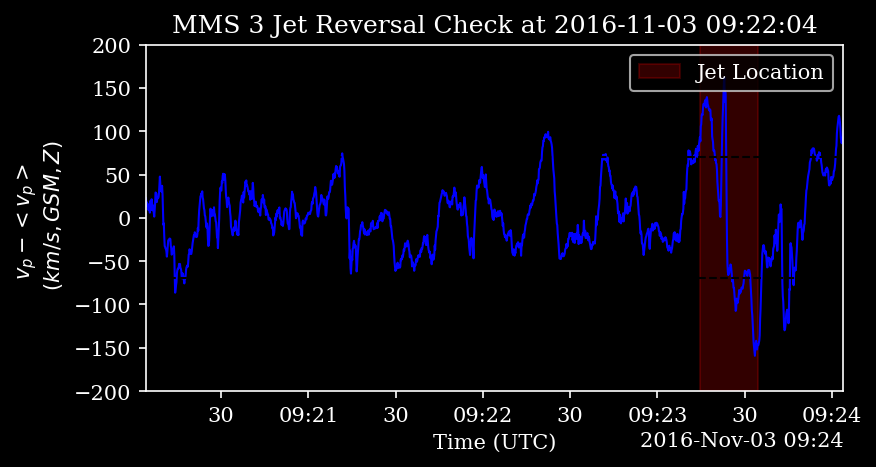 MMS 3 Jet Reversal Check at 2016-11-03 09:22:04
200
150
100
50
0
−50
−100
−150
−200
v_p − < v_p >
(km/s, GSM, Z)
Jet Location
30
09:21
30
09:22
30
09:23
30
09:24
Time (UTC)
2016-Nov-03 09:24